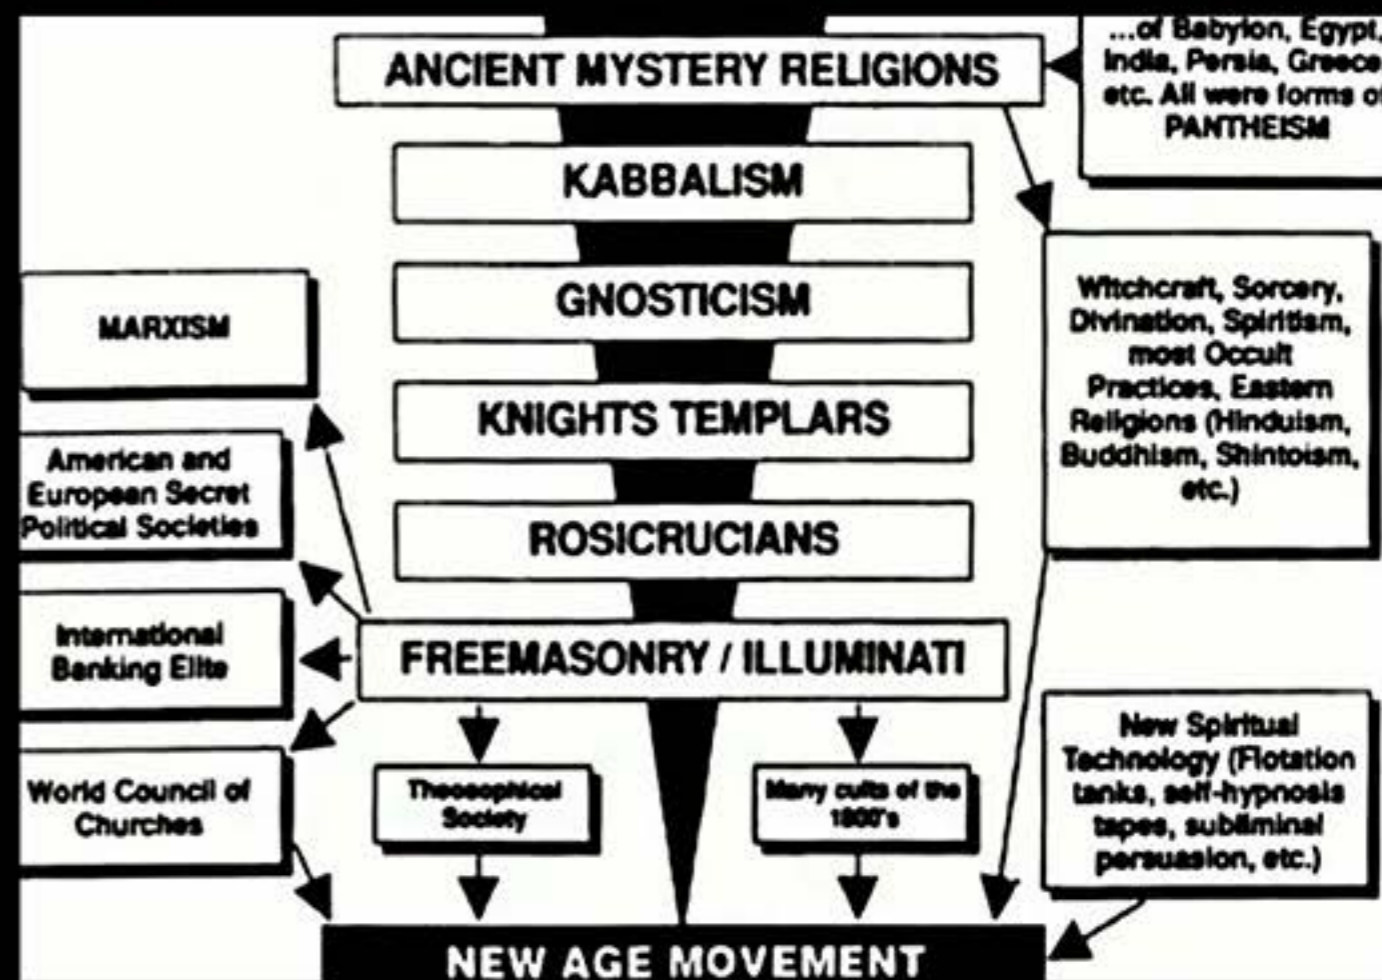 ...of Babylon, Egypt,
India, Persia, Greece
etc. All were forms of
PANTHEISM
ANCIENT MYSTERY RELIGIONS
KABBALISM
GNOSTICISM
KNIGHTS TEMPLARS
ROSICRUCIANS
FREEMASONRY / ILLUMINATI
MARXISM
American and
European Secret
Political Societies
International
Banking Elite
World Council of
Churches
Witchcraft, Sorcery,
Divination, Spiritism,
most Occult
Practices, Eastern
Religions (Hinduism,
Buddhism, Shintoism,
etc.)
Theosophical
Society
Many cults of the
1800's
New Spiritual
Technology (Flotation
tanks, self-hypnosis
tapes, subliminal
persuasion, etc.)
NEW AGE MOVEMENT